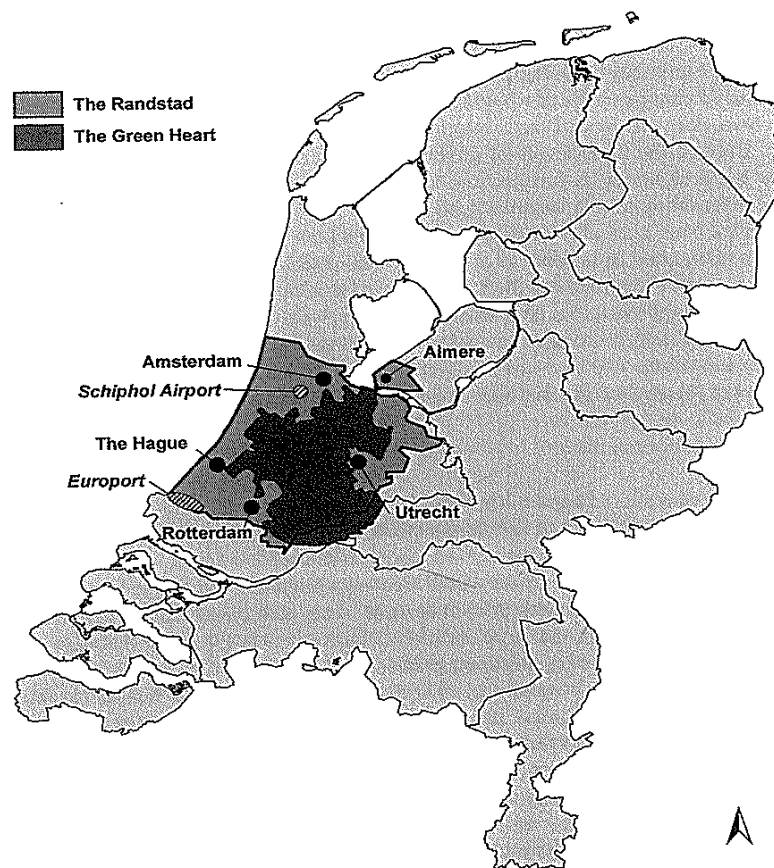 The Randstad
The Green Heart
Amsterdam
Almere
Schiphol Airport
The Hague
Europort
Utrecht
Rotterdam